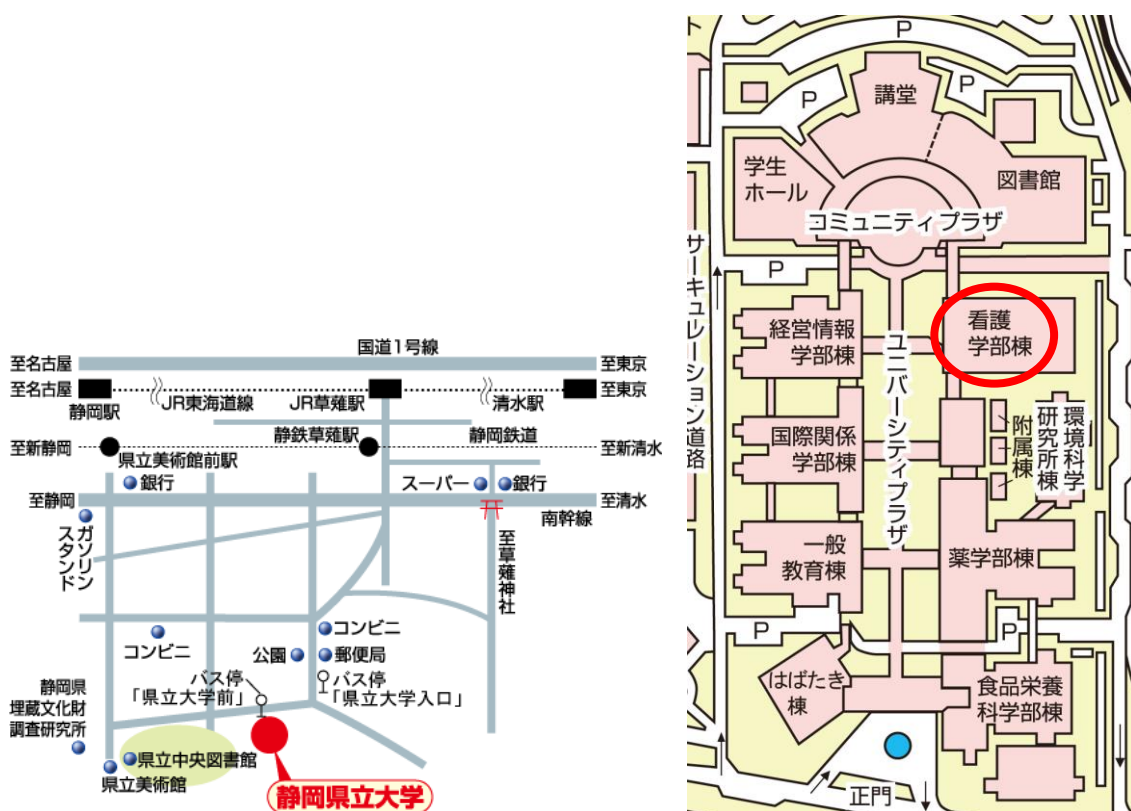 国道1号線
至名古屋
至東京
至名古屋
至東京
静岡駅
JR東海道線
JR草薙駅
清水駅
至新静岡
静鉄草薙駅
静岡鉄道
至新清水
県立美術館前駅
銀行
スーパー
銀行
至静岡
至清水
南幹線
ガソリン
スタンド
至草薙神社
コンビニ
コンビニ
公園
郵便局
バス停
「県立大学前」
バス停
「県立大学入口」
静岡県
埋蔵文化財
調査研究所
県立中央図書館
県立美術館
静岡県立大学
P
P
P
講堂
学生
ホール
図書館
コミュニティプラザ
サーキュレーション道路
P
経営情報
学部棟
看護
学部棟
ユニバーシティプラザ
国際関係
学部棟
附属棟
環境科学
研究所棟
一般
教育棟
薬学部棟
P
P
はばたき
棟
食品栄養
科学部棟
正門